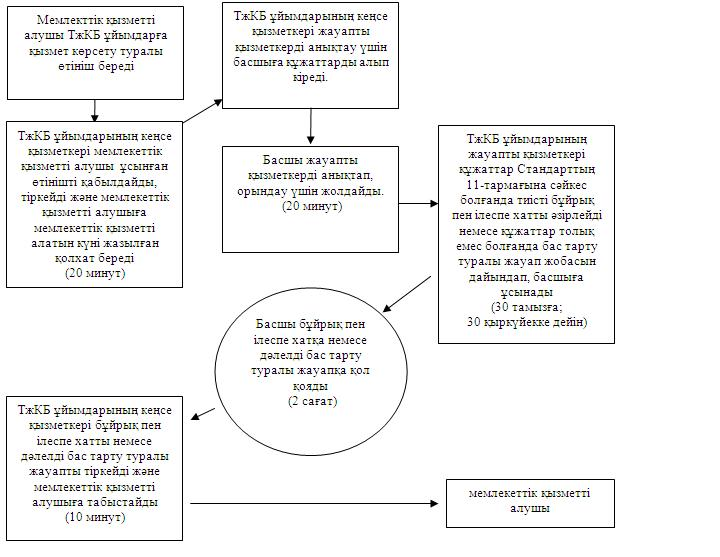 Мемлекттік қызметті
алушы ТжКБ ұйымдарға
қызмет көрсету туралы
өтініш береді
ТжКБ ұйымдарының кеңсе
қызметкері мемлекеттік
қызметті алушы ұсынған
өтінішті қабылдайды,
тіркейді және мемлекеттік
қызметті алушыға
мемлекеттік қызметті
алатын күні жазылған
қолхат береді
(20 минут)
ТжКБ ұйымдарының кеңсе
қызметкері жауапты
қызметкерді анықтау үшін
басшыға құжаттарды алып
кіреді.
Басшы жауапты
қызметкерді анықтап,
орындау үшін жолдайды.
(20 минут)
ТжКБ ұйымдарының
жауапты қызметкері
құжаттар Стандарттың
11-тармағына сәйкес
болғанда тиісті бұйрық
пен ілеспе хатты әзірлейді
немесе құжаттар толық
емес болғанда бас тарту
туралы жауап жобасын
дайындап, басшыға
ұсынады
(30 тамызға;
30 қыркүйекке дейін)
Басшы бұйрық пен
ілеспе хатқа немесе
дәлелді бас тарту
туралы жауапқа қол
қояды
(2 сағат)
ТжКБ ұйымдарының кеңсе
қызметкері бұйрық пен
ілеспе хатты немесе
дәлелді бас тарту туралы
жауапты тіркейді және
мемлекеттік қызметті
алушыға табыстайды
(10 минут)
мемлекеттік қызметті
алушы